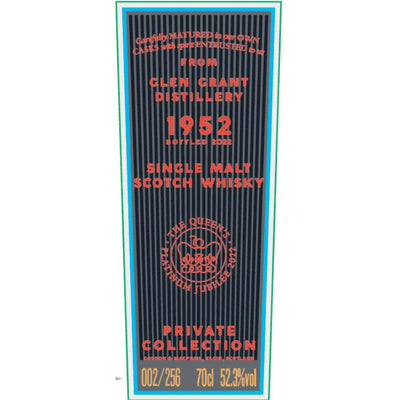 Carefully MATURED in our OWN
CASKS with spirit ENTRUSTED to us
FROM
GLEN GRANT
DISTILLERY
1952
BOTTLED 2022
SINGLE MALT
SCOTCH WHISKY
THE QUEEN'S
70
PLATINUM JUBILEE 2022
PRIVATE
COLLECTION
GORDON & MACPHAIL, ELGIN, SCOTLAND
002/256 70cl 52.3%vol